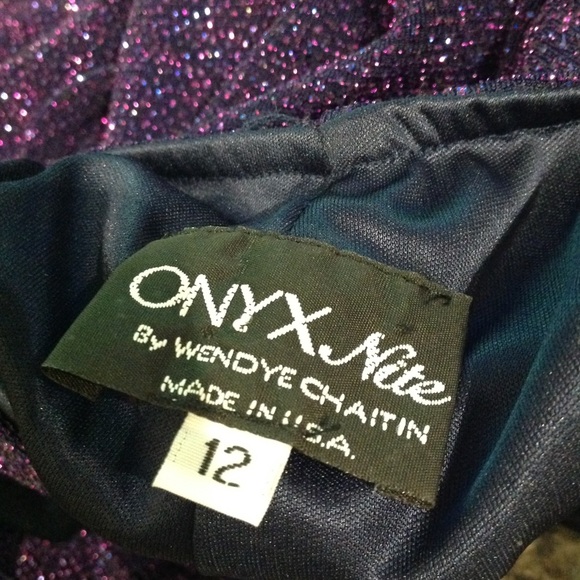 ONYX Nite
By WENDYE CHAITIN
MADE IN U.S.A.
12